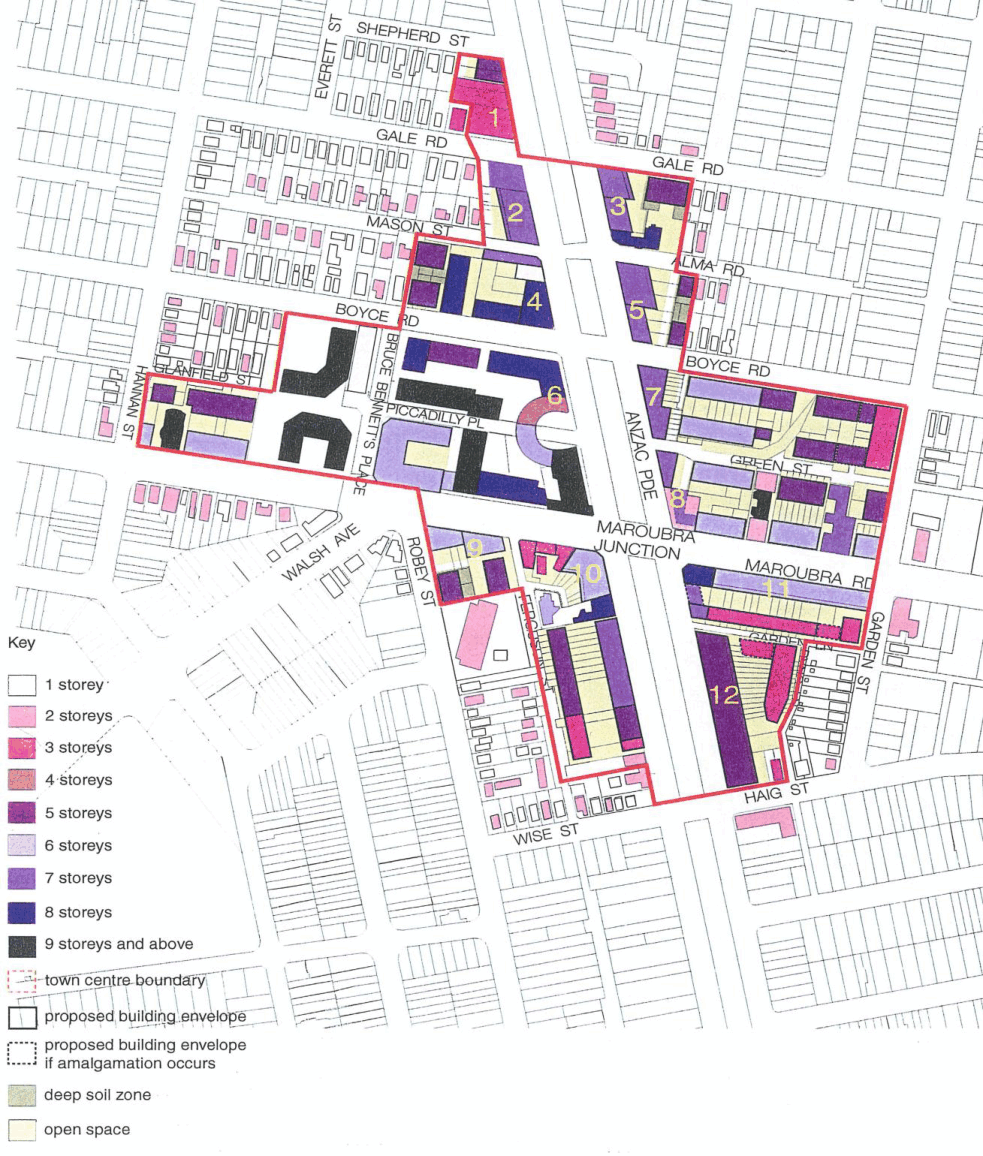 SHEPHERD ST
EVERETT ST
1
GALE RD
GALE RD
2
3
MASON ST
ALMA RD
4
5
BOYCE RD
BOYCE RD
GLANFIELD ST
HANNAN ST
BRUCE BENNETT'S PLACE
6
7
PICCADILLY PL
ANZAC PDE
GREEN ST
8
MAROUBRA
JUNCTION
WALSH AVE
ROBEY ST
9
10
MAROUBRA RD
11
GARDEN LN
GARDEN ST
12
HAIG ST
WISE ST
Key
1 storey
2 storeys
3 storeys
4 storeys
5 storeys
6 storeys
7 storeys
8 storeys
9 storeys and above
town centre boundary
proposed building envelope
proposed building envelope
if amalgamation occurs
deep soil zone
open space